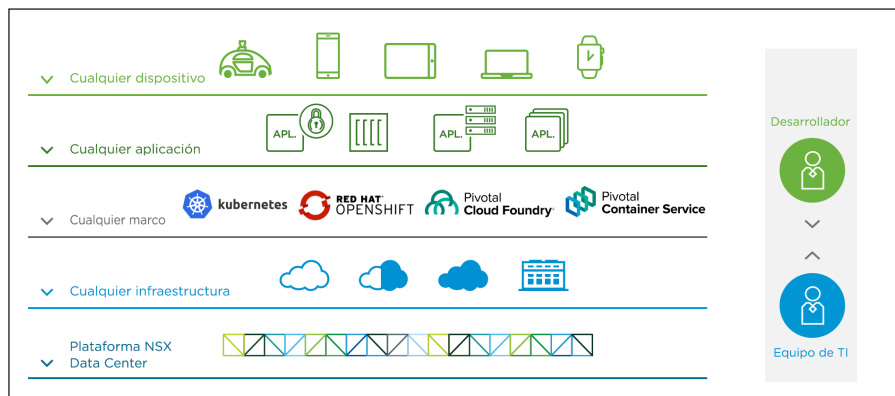 Cualquier dispositivo
APL.
APL.
APL.
Cualquier aplicación
Cualquier marco
kubernetes
RED HAT
OPENSHIFT
Pivotal
Cloud Foundry
Pivotal
Container Service
Cualquier infraestructura
Plataforma NSX
Data Center
Desarrollador
Equipo de TI